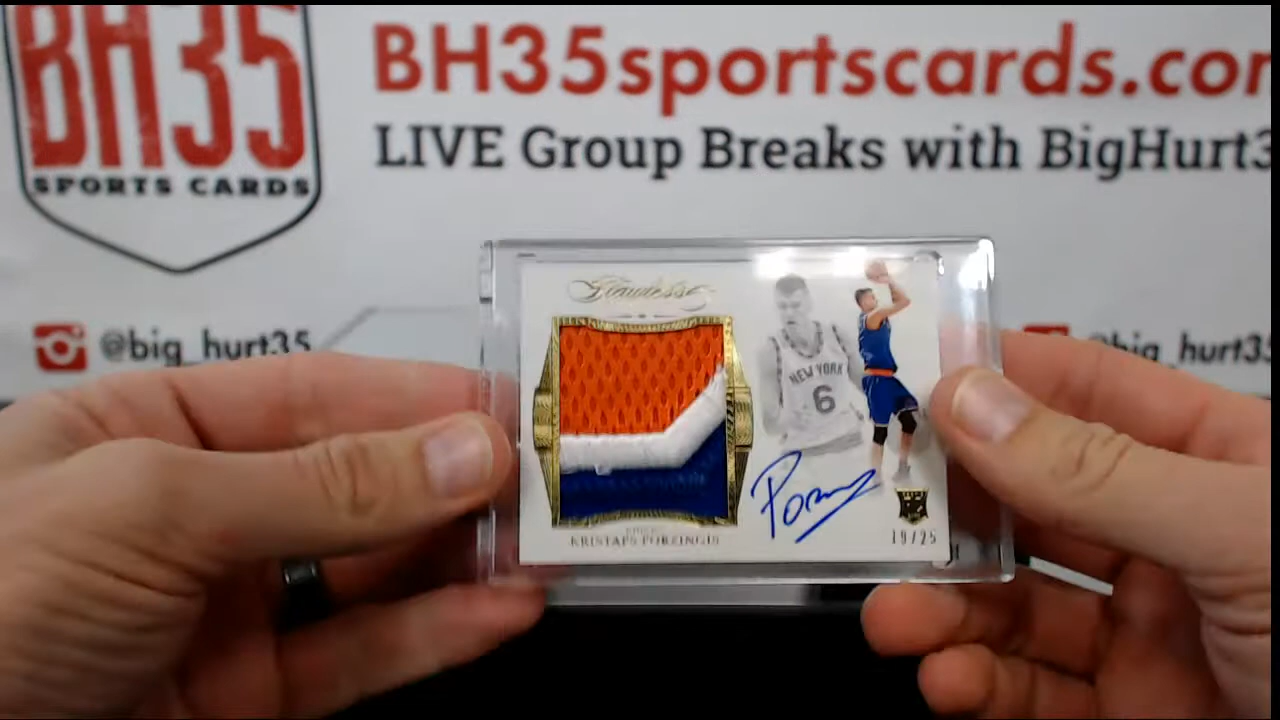 BH35
SPORTS CARDS
BH35sportscards.com
LIVE Group Breaks with BigHurt3
@big_hurt35
@big_hurt35
Flawless
NEW YORK
6
KRISTAPS PORZINGIS
19/25